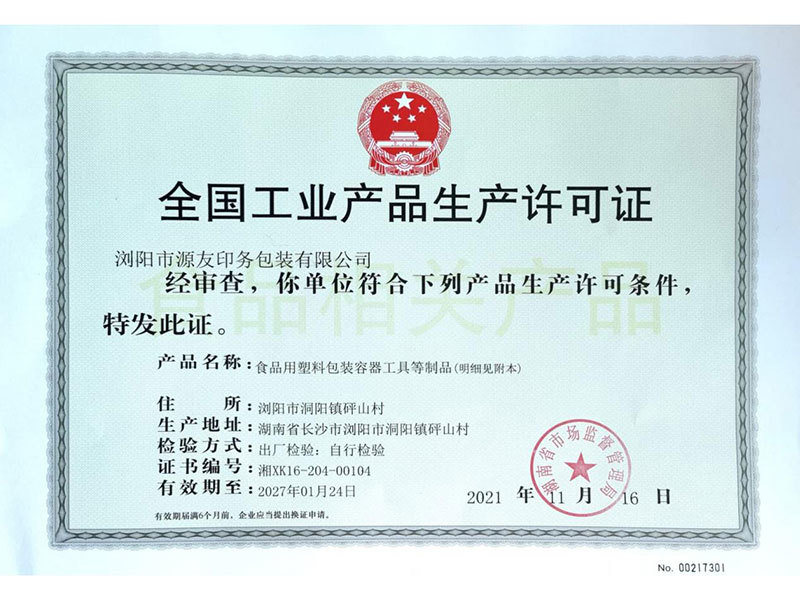 全国工业产品生产许可证
浏阳市源友印务包装有限公司
经审查，你单位符合下列产品生产许可条件，
特发此证。
食品相关产品
产品名称：食品用塑料包装容器工具等制品(明细见附本)
住所：浏阳市洞阳镇砰山村
生产地址：湖南省长沙市浏阳市洞阳镇砰山村
检验方式：出厂检验：自行检验
证书编号：湘XK16-204-00104
有效期至：2027年01月24日
湖南省市场监督管理局
2021 年 11 月 16 日
有效期届满6个月前，企业应当提出换证申请。
No. 00217301